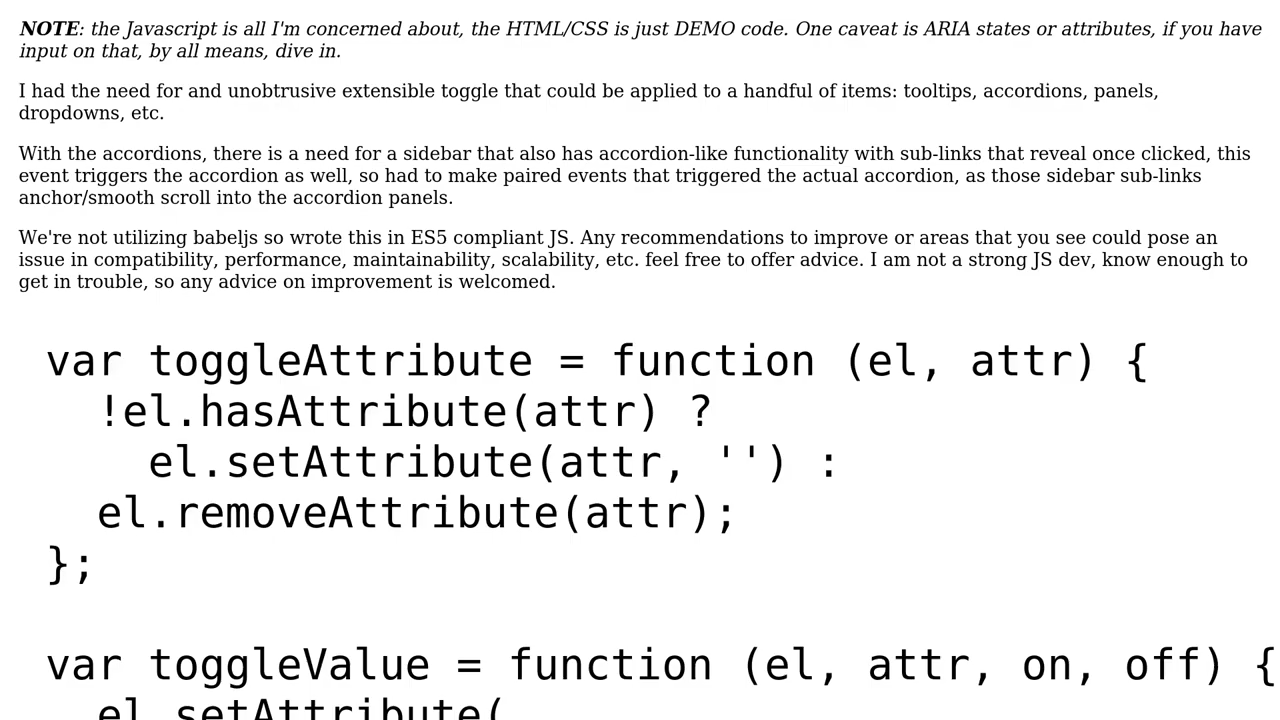 NOTE: the Javascript is all I'm concerned about, the HTML/CSS is just DEMO code. One caveat is ARIA states or attributes, if you have
input on that, by all means, dive in.
I had the need for and unobtrusive extensible toggle that could be applied to a handful of items: tooltips, accordions, panels,
dropdowns, etc.
With the accordions, there is a need for a sidebar that also has accordion-like functionality with sub-links that reveal once clicked, this
event triggers the accordion as well, so had to make paired events that triggered the actual accordion, as those sidebar sub-links
anchor/smooth scroll into the accordion panels.
We're not utilizing babeljs so wrote this in ES5 compliant JS. Any recommendations to improve or areas that you see could pose an
issue in compatibility, performance, maintainability, scalability, etc. feel free to offer advice. I am not a strong JS dev, know enough to
get in trouble, so any advice on improvement is welcomed.
var toggleAttribute = function (el, attr) {
  !el.hasAttribute(attr) ?
    el.setAttribute(attr, '') :
  el.removeAttribute(attr);
};
var toggleValue = function (el, attr, on, off) {
  el.setAttribute(